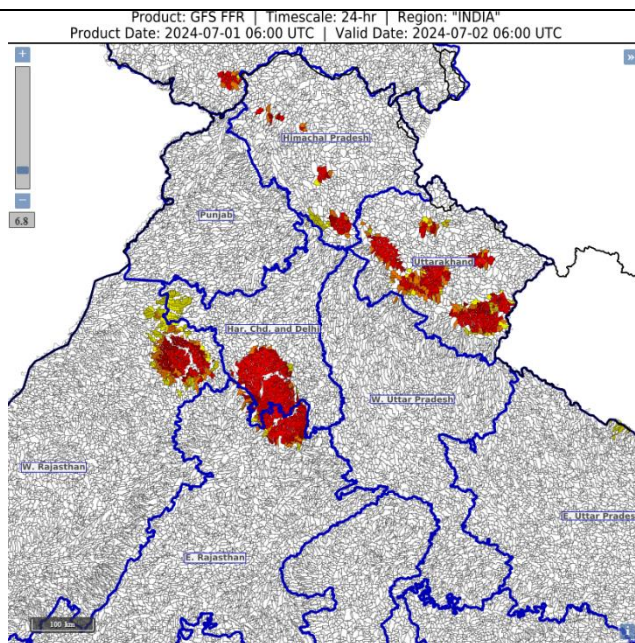 Product: GFS FFR | Timescale: 24-hr | Region: "INDIA"
Product Date: 2024-07-01 06:00 UTC | Valid Date: 2024-07-02 06:00 UTC
+
»
Himachal Pradesh
–
6.8
Punjab
Uttarakhand
Har, Chd. and Delhi
W. Uttar Pradesh
W. Rajasthan
E. Uttar Prades
E. Rajasthan
100 km
i